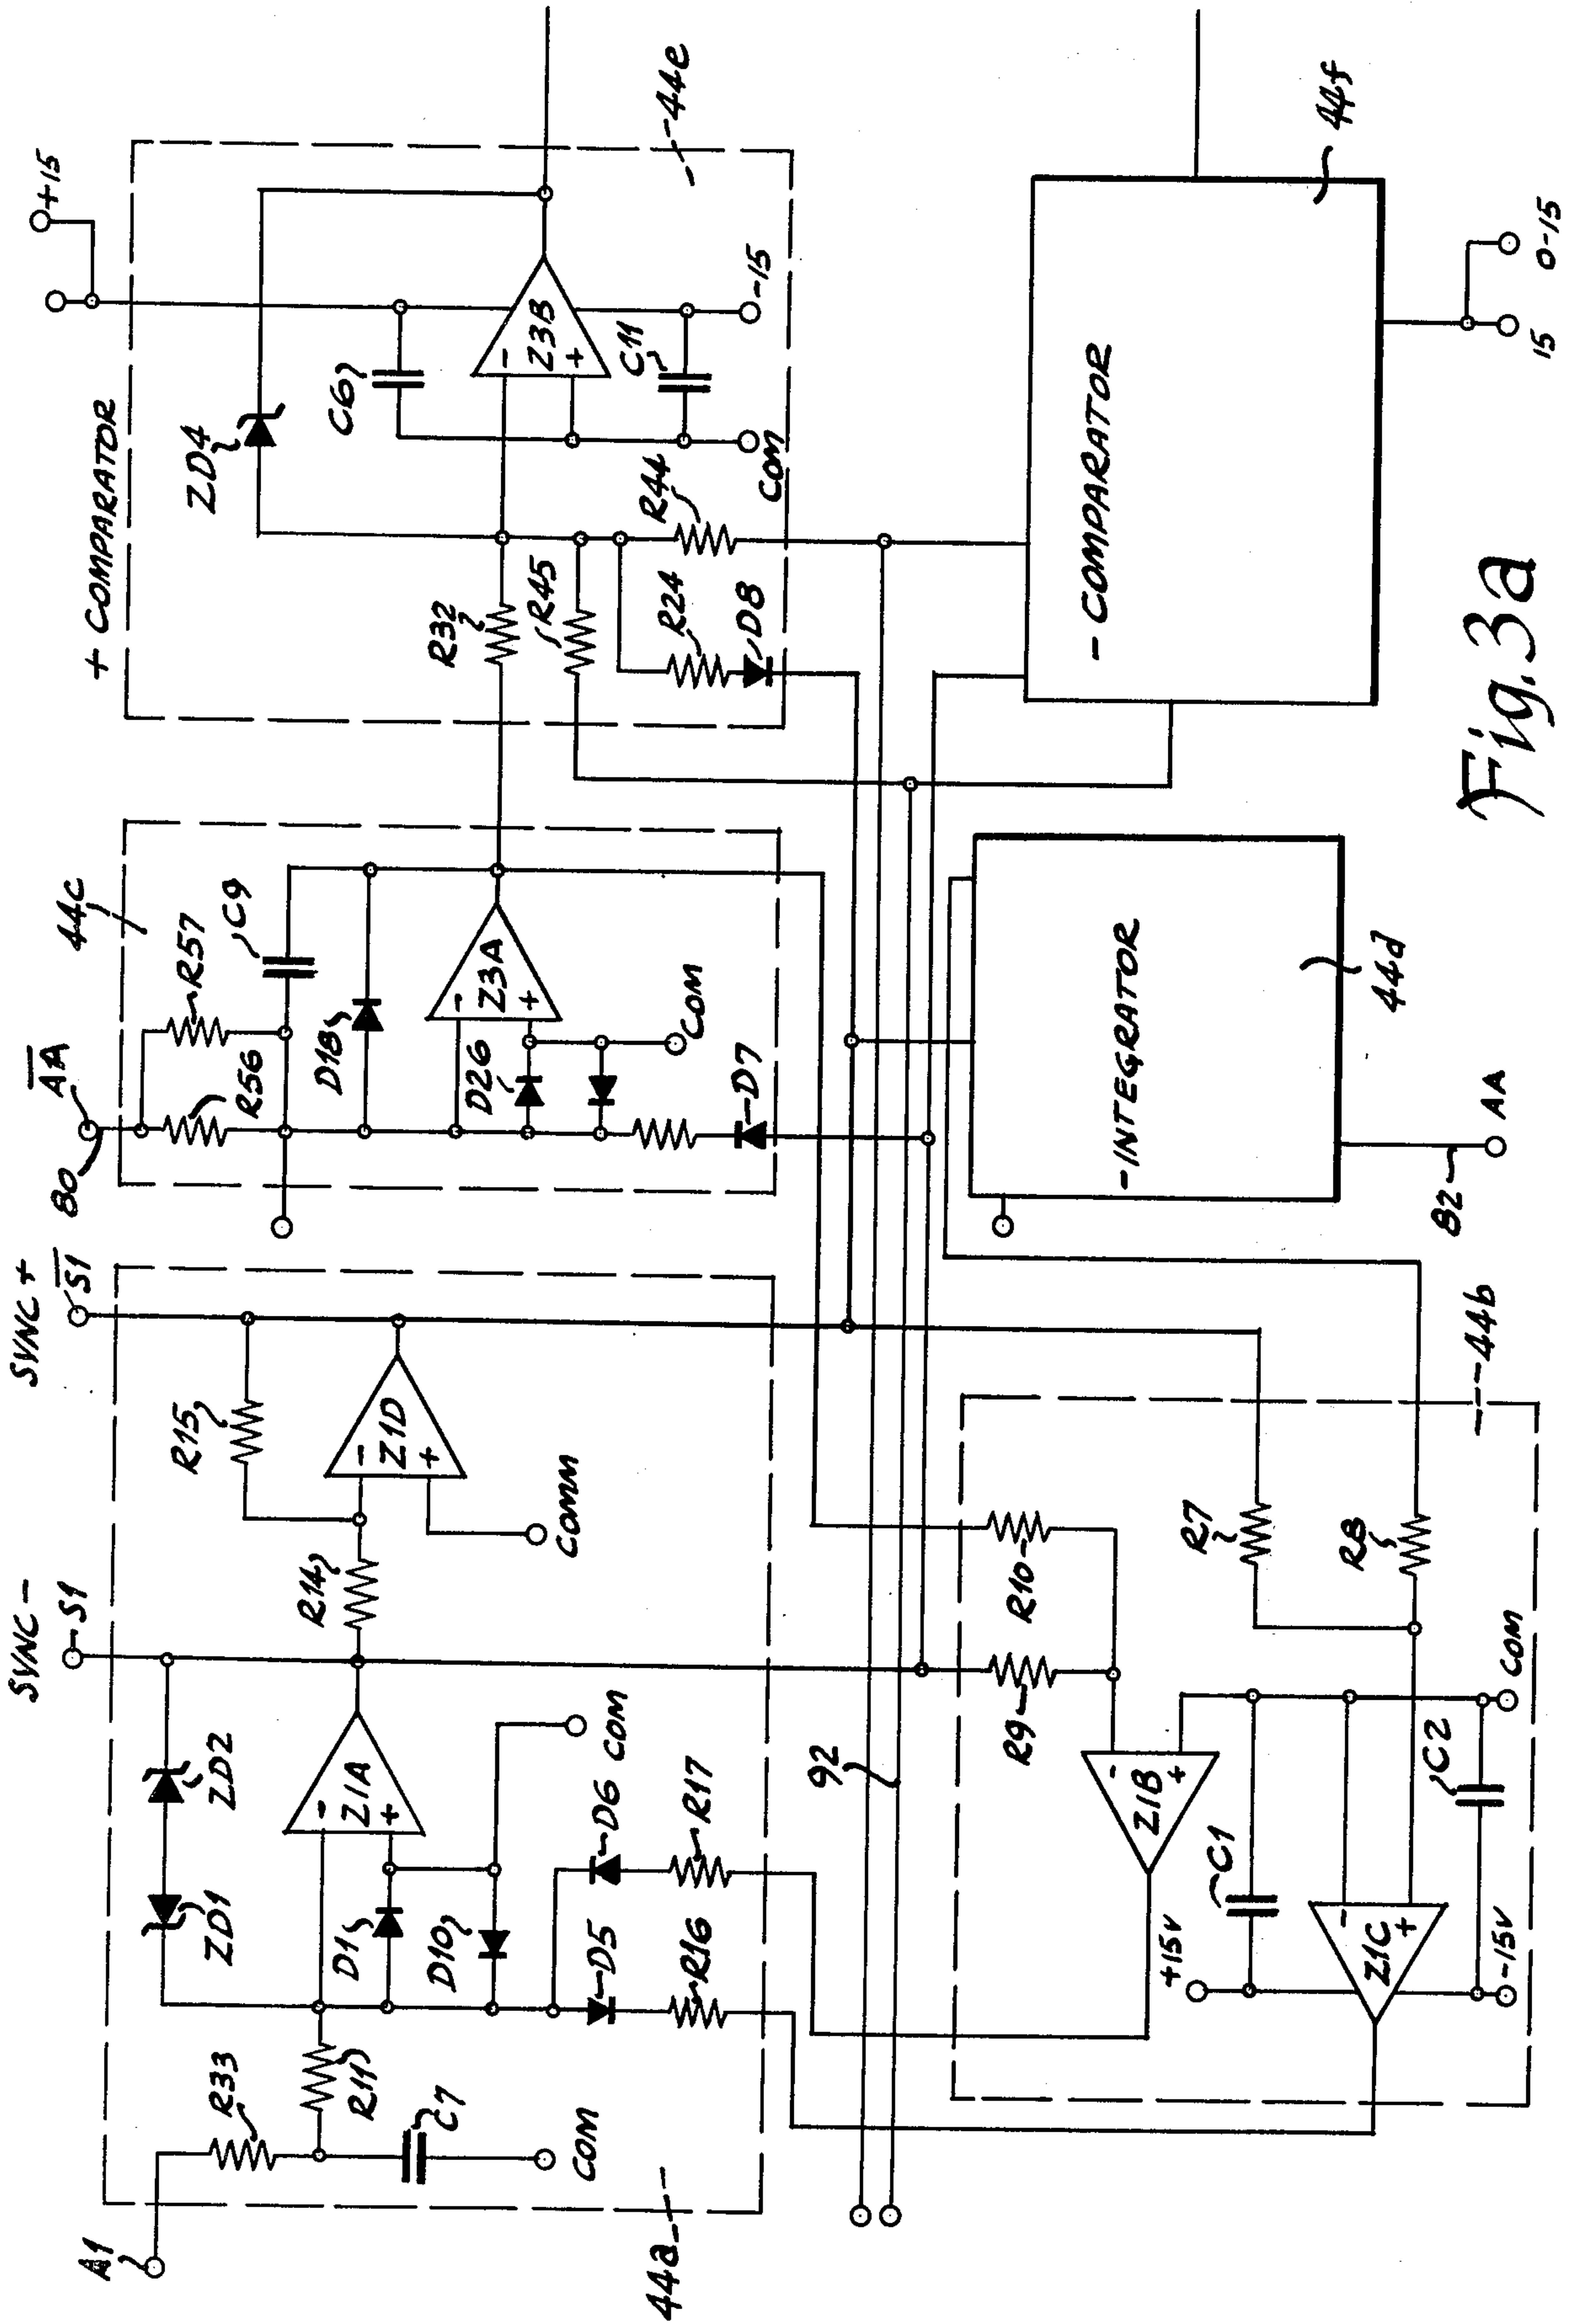 SYNC -
-S1
SYNC +
S1
80
AA
44c
+ COMPARATOR
+15
A1
R33
R11
C7
COM
ZD1
ZD2
Z1A
-
+
D1
D10
D5
D6
R16
R17
COM
R14
R15
Z1D
-
+
COMM
44a
R56
R57
C9
D18
Z3A
-
+
D26
COM
D7
ZD4
C6
Z3B
-
+
C11
-15
COM
R32
R45
R24
R44
D8
44e
92
R9
R10
Z1B
-
+
C1
+15V
R7
R8
Z1C
-
+
C2
-15V
COM
44b
-INTEGRATOR
44d
82
AA
- COMPARATOR
44f
15
0-15
Fig. 3a